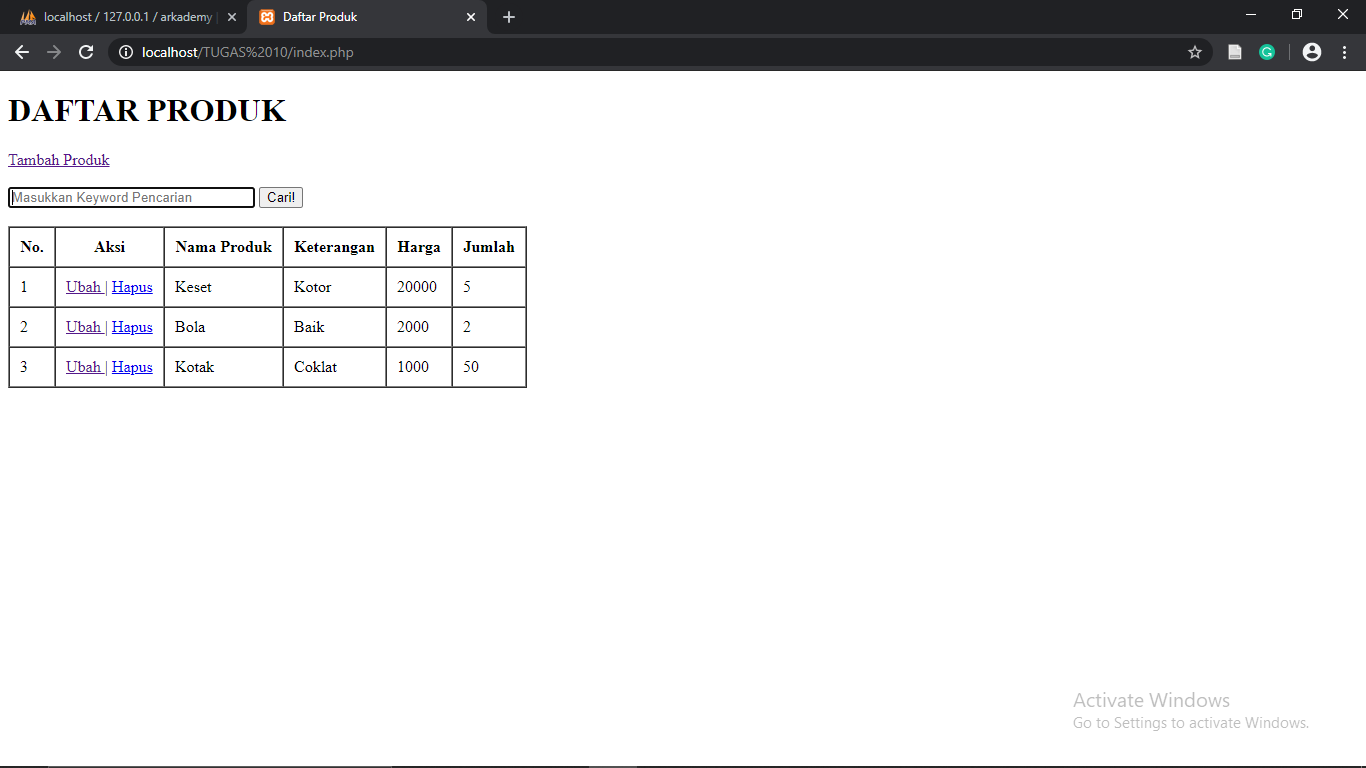 localhost / 127.0.0.1 / arkademy
Daftar Produk
localhost/TUGAS%2010/index.php
DAFTAR PRODUK
Tambah Produk
Masukkan Keyword Pencarian Cari!
No. Aksi Nama Produk Keterangan Harga Jumlah
1 Ubah | Hapus Keset Kotor 20000 5
2 Ubah | Hapus Bola Baik 2000 2
3 Ubah | Hapus Kotak Coklat 1000 50
Activate Windows
Go to Settings to activate Windows.